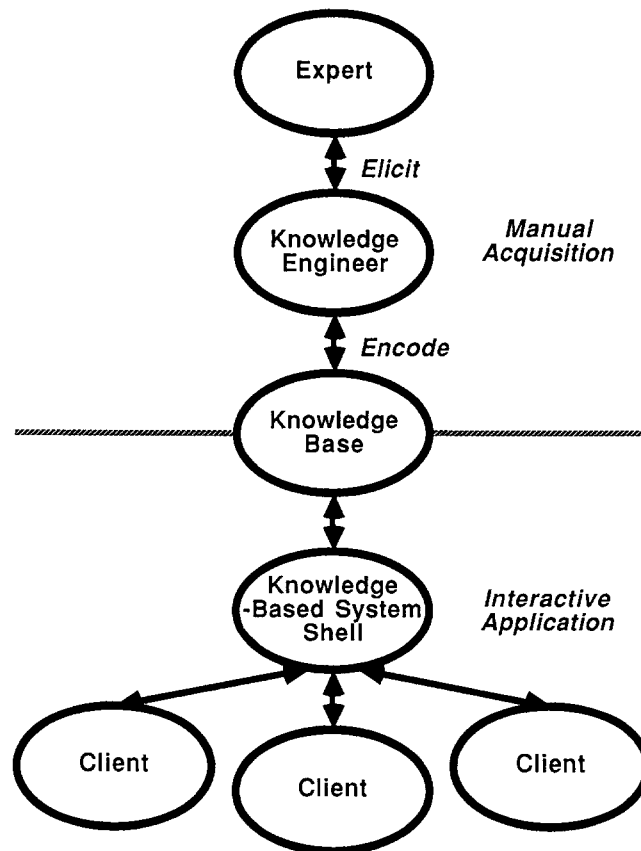 Expert
Elicit
Knowledge
Engineer
Manual
Acquisition
Encode
Knowledge
Base
Knowledge
-Based System
Shell
Interactive
Application
Client
Client
Client